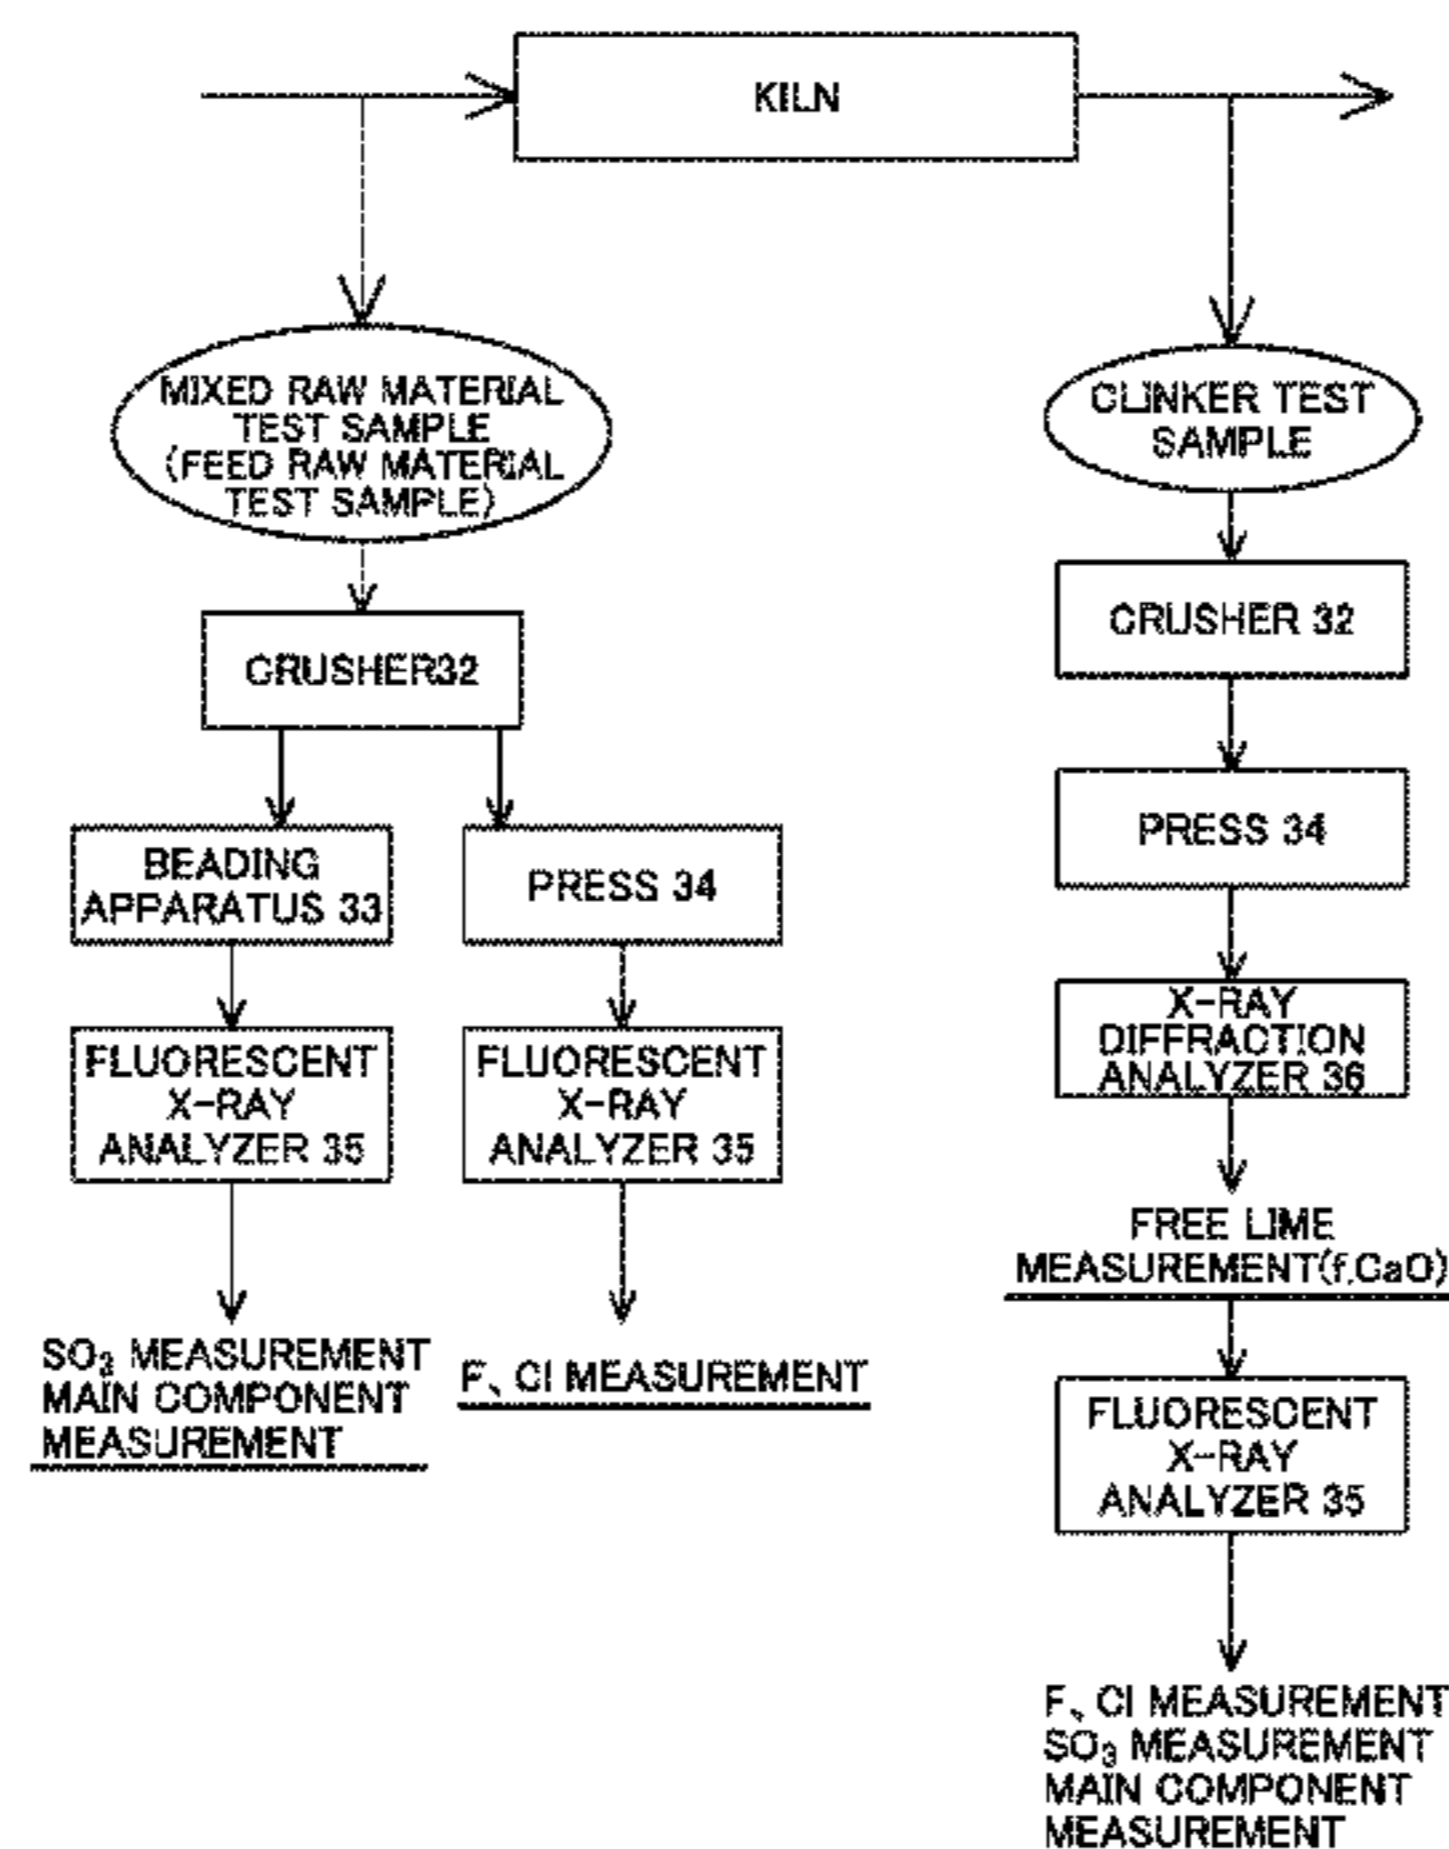 KILN
MIXED RAW MATERIAL
TEST SAMPLE
(FEED RAW MATERIAL
TEST SAMPLE)
CRUSHER32
BEADING
APPARATUS 33
PRESS 34
FLUORESCENT
X-RAY
ANALYZER 35
FLUORESCENT
X-RAY
ANALYZER 35
SO₃ MEASUREMENT
MAIN COMPONENT
MEASUREMENT
F、Cl MEASUREMENT
CLINKER TEST
SAMPLE
CRUSHER 32
PRESS 34
X-RAY
DIFFRACTION
ANALYZER 36
FREE LIME
MEASUREMENT(f.CaO)
FLUORESCENT
X-RAY
ANALYZER 35
F、Cl MEASUREMENT
SO₃ MEASUREMENT
MAIN COMPONENT
MEASUREMENT